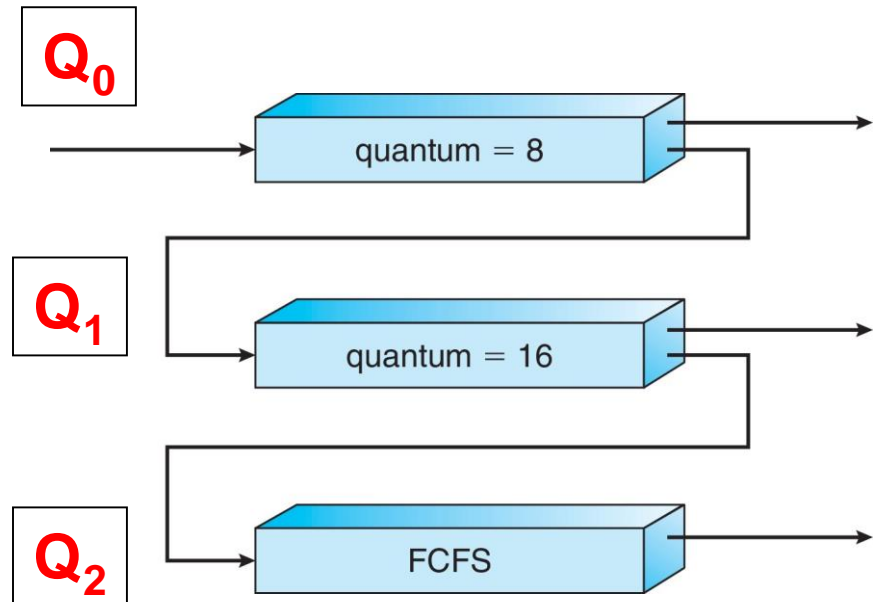 Q₀
quantum = 8
Q₁
quantum = 16
Q₂
FCFS